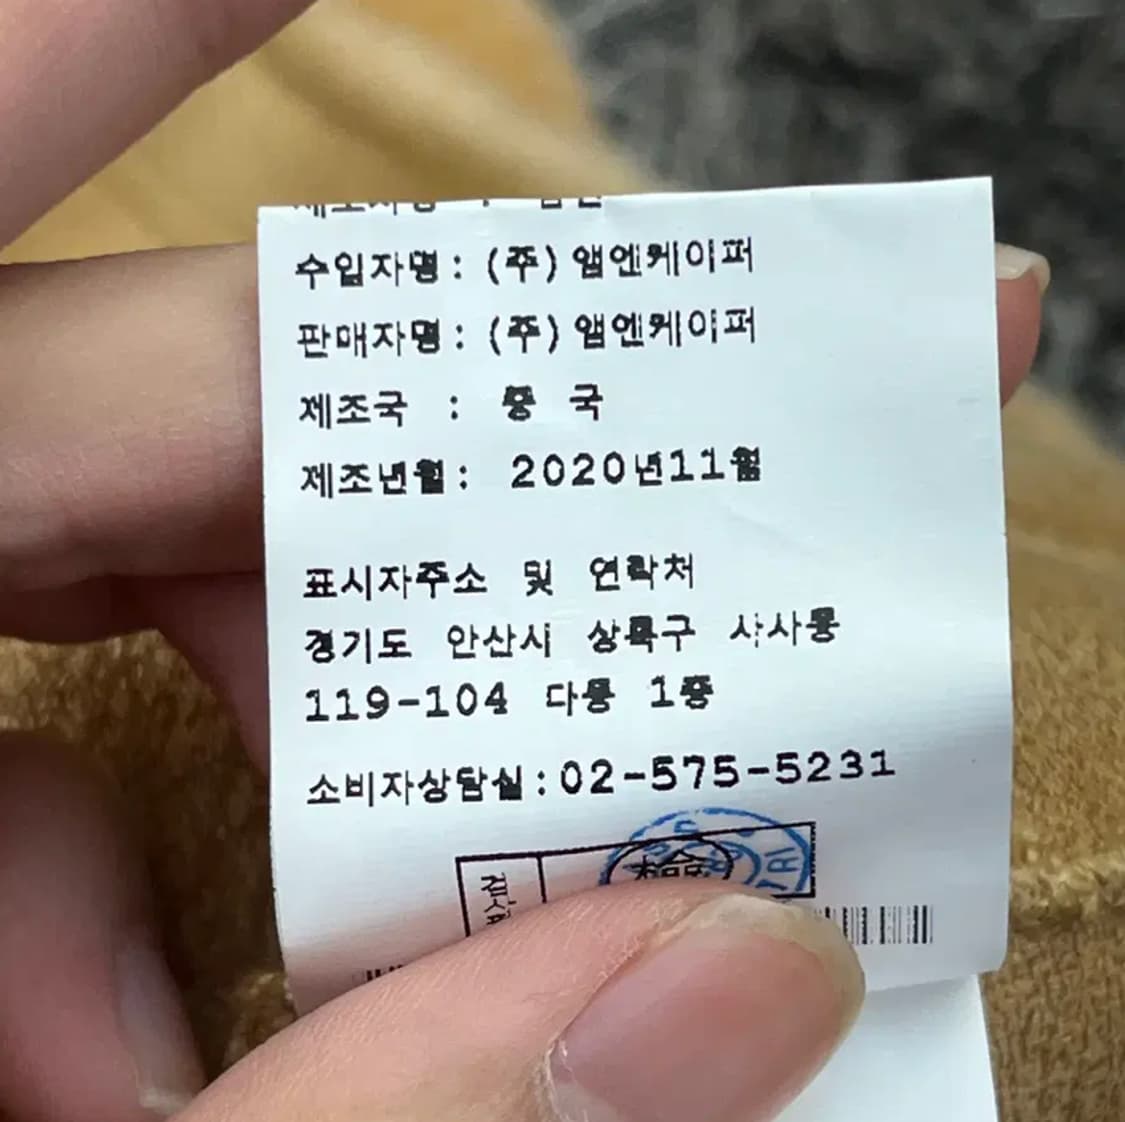 수입자명: (주)앱엔케이퍼
판매자명: (주)앱엔케이퍼
제조국 : 중 국
제조년월: 2020년11월
표시자주소 및 연락처
경기도 안산시 상록구 사사동
119-104 다동 1층
소비자상담실:02-575-5231